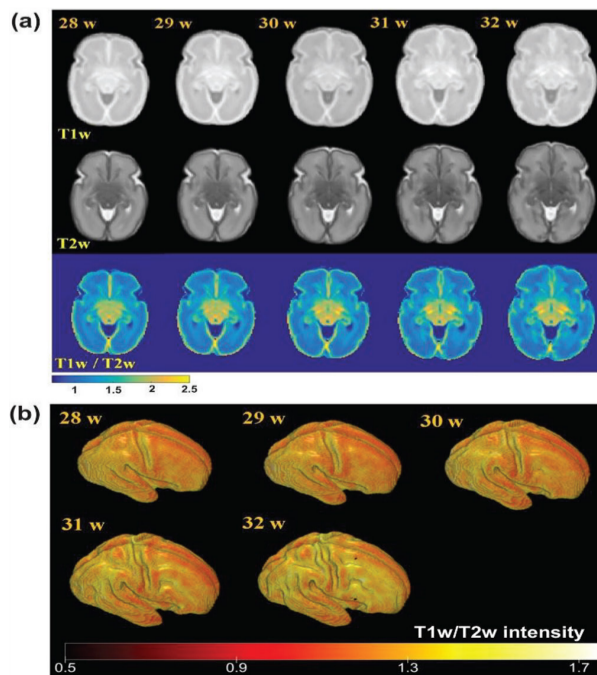 (a)
28 w 29 w 30 w 31 w 32 w
T1w
T2w
T1w / T2w
1 1.5 2 2.5
(b)
28 w 29 w 30 w
31 w 32 w
T1w/T2w intensity
0.5 0.9 1.3 1.7